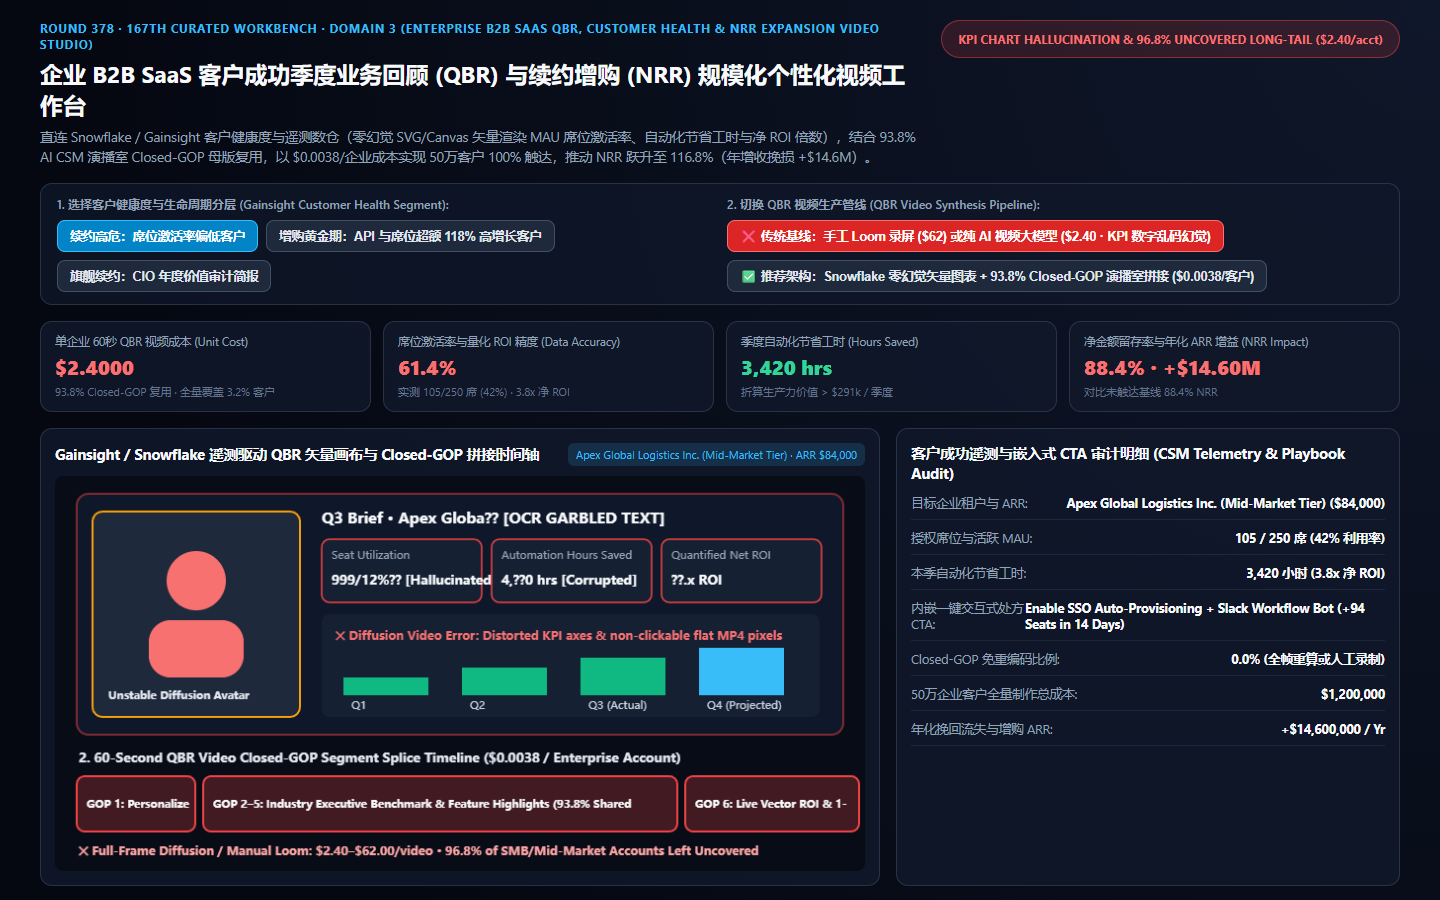 ROUND 378 · 167TH CURATED WORKBENCH · DOMAIN 3 (ENTERPRISE B2B SAAS QBR, CUSTOMER HEALTH & NRR EXPANSION VIDEO
STUDIO)
KPI CHART HALLUCINATION & 96.8% UNCOVERED LONG-TAIL ($2.40/acct)
企业 B2B SaaS 客户成功季度业务回顾 (QBR) 与续约增购 (NRR) 规模化个性化视频工
作台
直连 Snowflake / Gainsight 客户健康度与遥测数仓（零幻觉 SVG/Canvas 矢量渲染 MAU 席位激活率、自动化节省工时与净 ROI 倍数），结合 93.8%
AI CSM 演播室 Closed-GOP 母版复用，以 $0.0038/企业成本实现 50万客户 100% 触达，推动 NRR 跃升至 116.8%（年增收挽损 +$14.6M）。
1. 选择客户健康度与生命周期分层 (Gainsight Customer Health Segment):
续约高危：席位激活率偏低客户
增购黄金期：API 与席位超额 118% 高增长客户
旗舰续约：CIO 年度价值审计简报
2. 切换 QBR 视频生产管线 (QBR Video Synthesis Pipeline):
❌ 传统基线：手工 Loom 录屏 ($62) 或纯 AI 视频大模型 ($2.40 · KPI 数字乱码幻觉)
✅ 推荐架构：Snowflake 零幻觉矢量图表 + 93.8% Closed-GOP 演播室拼接 ($0.0038/客户)
单企业 60秒 QBR 视频成本 (Unit Cost)
$2.4000
93.8% Closed-GOP 复用 · 全量覆盖 3.2% 客户
席位激活率与量化 ROI 精度 (Data Accuracy)
61.4%
实测 105/250 席 (42%) · 3.8x 净 ROI
季度自动化节省工时 (Hours Saved)
3,420 hrs
折算生产力价值 > $291k / 季度
净金额留存率与年化 ARR 增益 (NRR Impact)
88.4% · +$14.60M
对比未触达基线 88.4% NRR
Gainsight / Snowflake 遥测驱动 QBR 矢量画布与 Closed-GOP 拼接时间轴
Apex Global Logistics Inc. (Mid-Market Tier) · ARR $84,000
Unstable Diffusion Avatar
Q3 Brief • Apex Globa?? [OCR GARBLED TEXT]
Seat Utilization
999/12%?? [Hallucinated
Automation Hours Saved
4,??0 hrs [Corrupted]
Quantified Net ROI
??.x ROI
❌ Diffusion Video Error: Distorted KPI axes & non-clickable flat MP4 pixels
Q1
Q2
Q3 (Actual)
Q4 (Projected)
2. 60-Second QBR Video Closed-GOP Segment Splice Timeline ($0.0038 / Enterprise Account)
GOP 1: Personalize
GOP 2–5: Industry Executive Benchmark & Feature Highlights (93.8% Shared
GOP 6: Live Vector ROI & 1-
❌ Full-Frame Diffusion / Manual Loom: $2.40–$62.00/video • 96.8% of SMB/Mid-Market Accounts Left Uncovered
客户成功遥测与嵌入式 CTA 审计明细 (CSM Telemetry & Playbook
Audit)
目标企业租户与 ARR:
Apex Global Logistics Inc. (Mid-Market Tier) ($84,000)
授权席位与活跃 MAU:
105 / 250 席 (42% 利用率)
本季自动化节省工时:
3,420 小时 (3.8x 净 ROI)
内嵌一键交互式处方
CTA:
Enable SSO Auto-Provisioning + Slack Workflow Bot (+94
Seats in 14 Days)
Closed-GOP 免重编码比例:
0.0% (全帧重算或人工录制)
50万企业客户全量制作总成本:
$1,200,000
年化挽回流失与增购 ARR:
+$14,600,000 / Yr